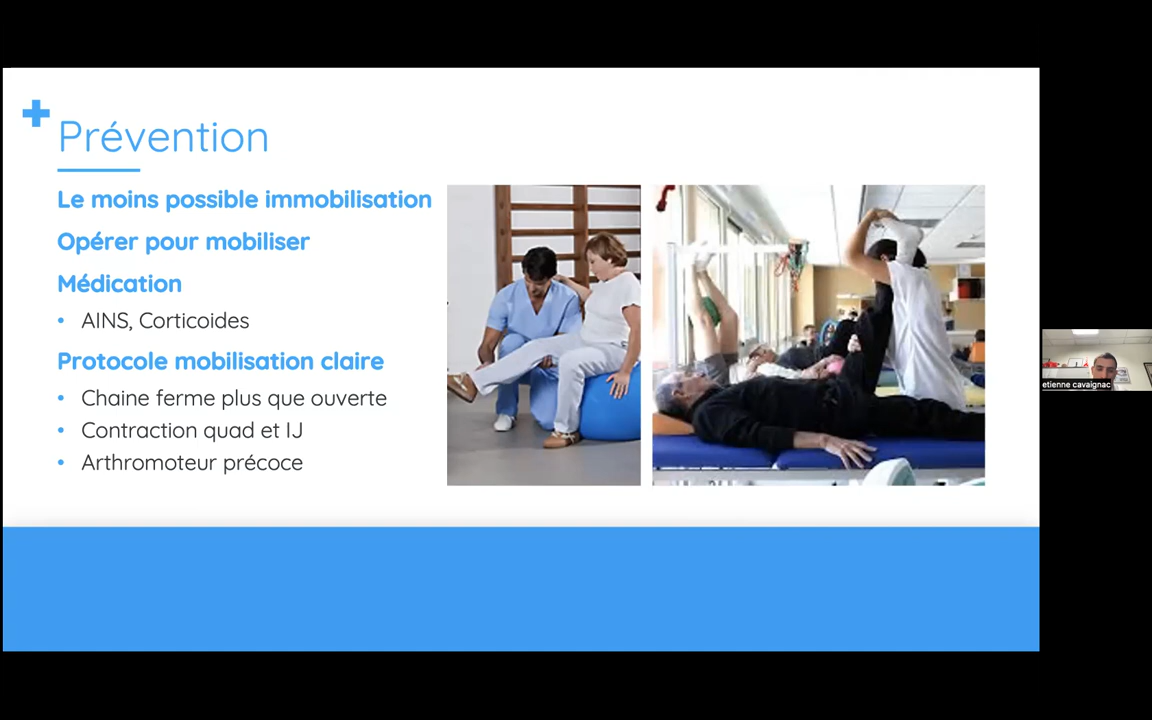 Prévention
Le moins possible immobilisation
Opérer pour mobiliser
Médication
• AINS, Corticoides
Protocole mobilisation claire
• Chaine ferme plus que ouverte
• Contraction quad et IJ
• Arthromoteur précoce
etienne cavaignac